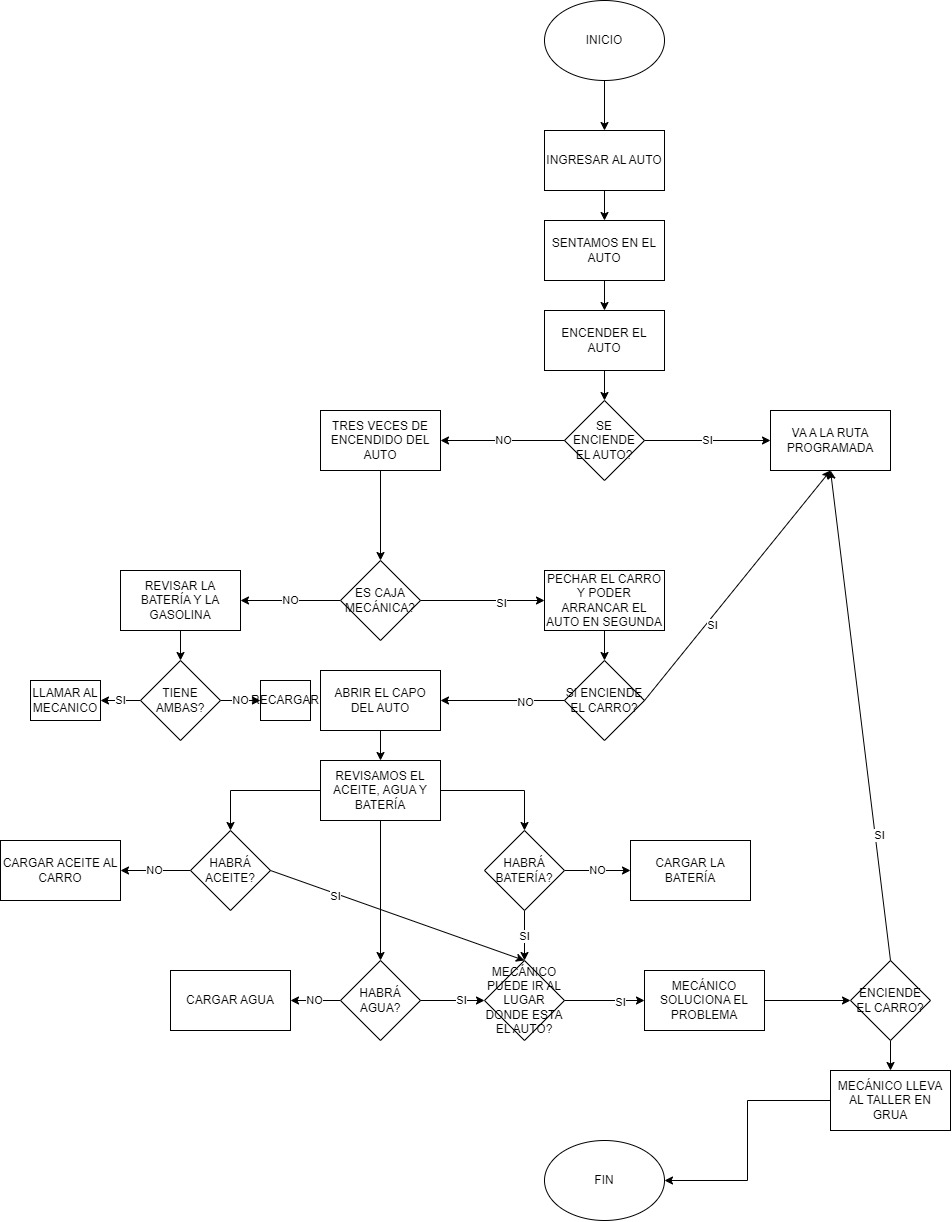 INICIO
INGRESAR AL AUTO
SENTAMOS EN EL
AUTO
ENCENDER EL
AUTO
TRES VECES DE
ENCENDIDO DEL
AUTO
NO
SE
ENCIENDE
EL AUTO?
SI
VA A LA RUTA
PROGRAMADA
REVISAR LA
BATERÍA Y LA
GASOLINA
NO
ES CAJA
MECÁNICA?
SI
PECHAR EL CARRO
Y PODER
ARRANCAR EL
AUTO EN SEGUNDA
SI
LLAMAR AL
MECANICO
SI
TIENE
AMBAS?
NO
RECARGAR
ABRIR EL CAPO
DEL AUTO
NO
SI ENCIENDE
EL CARRO?
REVISAMOS EL
ACEITE, AGUA Y
BATERÍA
SI
CARGAR ACEITE AL
CARRO
NO
HABRÁ
ACEITE?
SI
HABRÁ
BATERÍA?
NO
CARGAR LA
BATERÍA
SI
CARGAR AGUA
NO
HABRÁ
AGUA?
SI
MECÁNICO
PUEDE IR AL
LUGAR
DONDE ESTA
EL AUTO?
SI
MECÁNICO
SOLUCIONA EL
PROBLEMA
ENCIENDE
EL CARRO?
MECÁNICO LLEVA
AL TALLER EN
GRUA
FIN